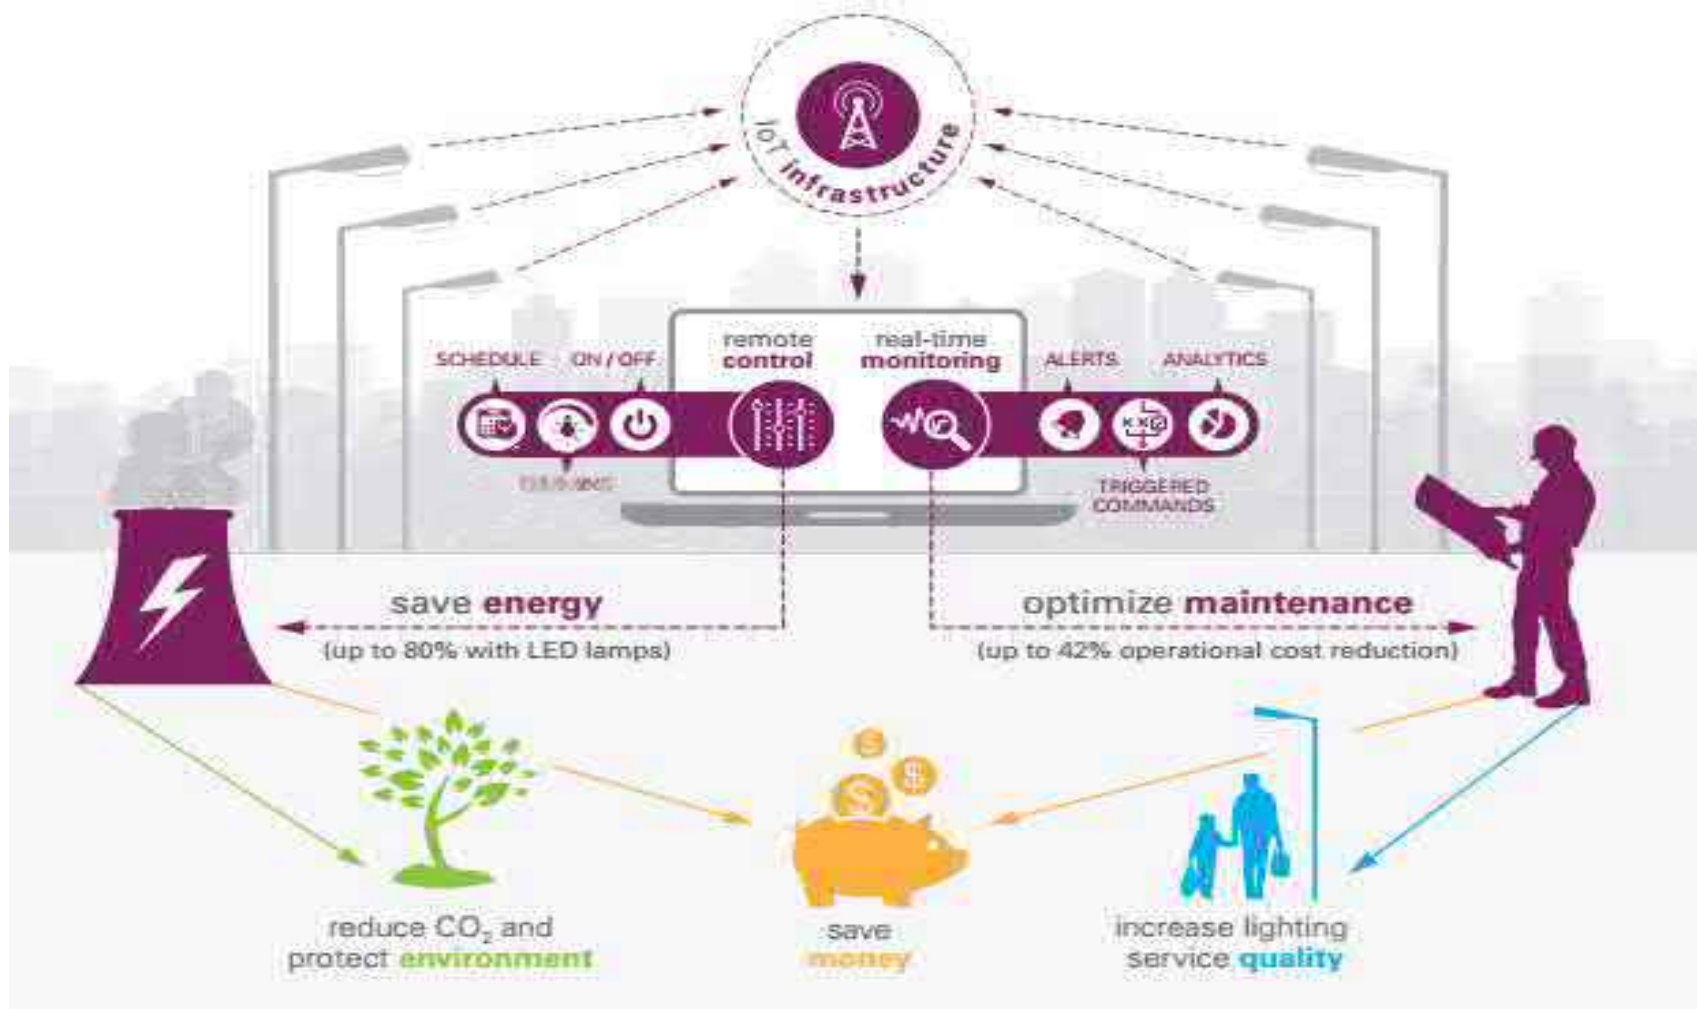 IoT infrastructure
remote
control
real-time
monitoring
SCHEDULE
ON / OFF
ALERTS
ANALYTICS
TRIGGERED
COMMANDS
save energy
(up to 80% with LED lamps)
optimize maintenance
(up to 42% operational cost reduction)
reduce CO₂ and
protect environment
save
money
increase lighting
service quality